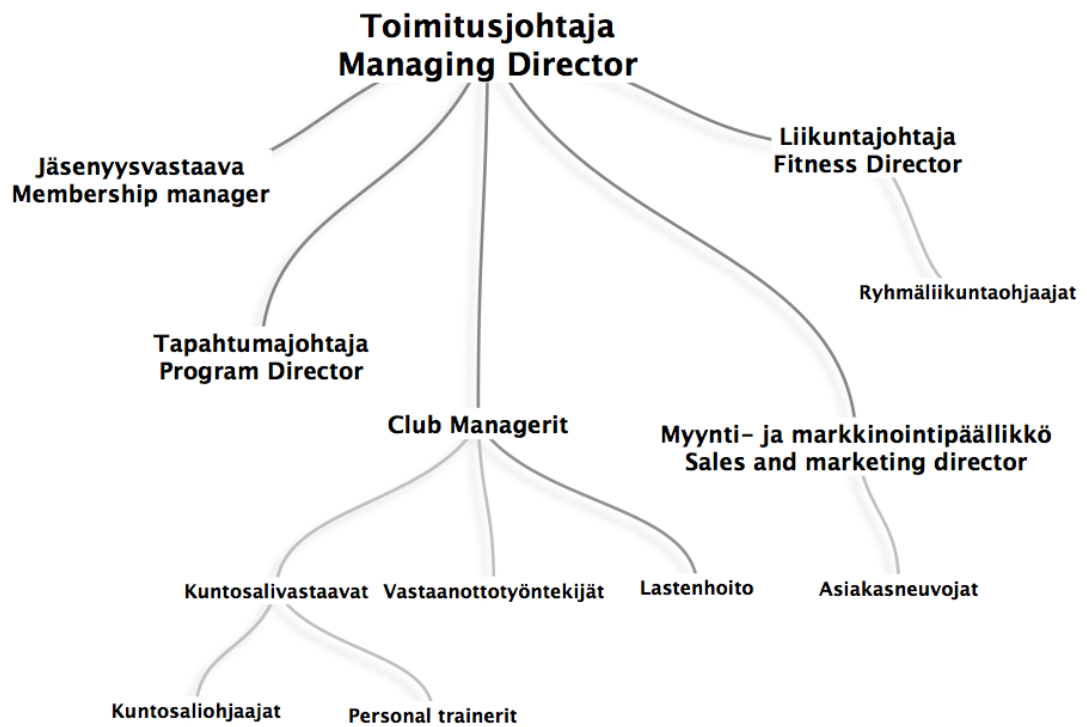 Toimitusjohtaja
Managing Director
Liikuntajohtaja
Fitness Director
Jäsenyysvastaava
Membership manager
Ryhmäliikuntaohjaajat
Tapahtumajohtaja
Program Director
Club Managerit
Myynti- ja markkinointipäällikkö
Sales and marketing director
Kuntosalivastaavat
Vastaanottotyöntekijät
Lastenhoito
Asiakasneuvojat
Kuntosaliohjaajat
Personal trainerit